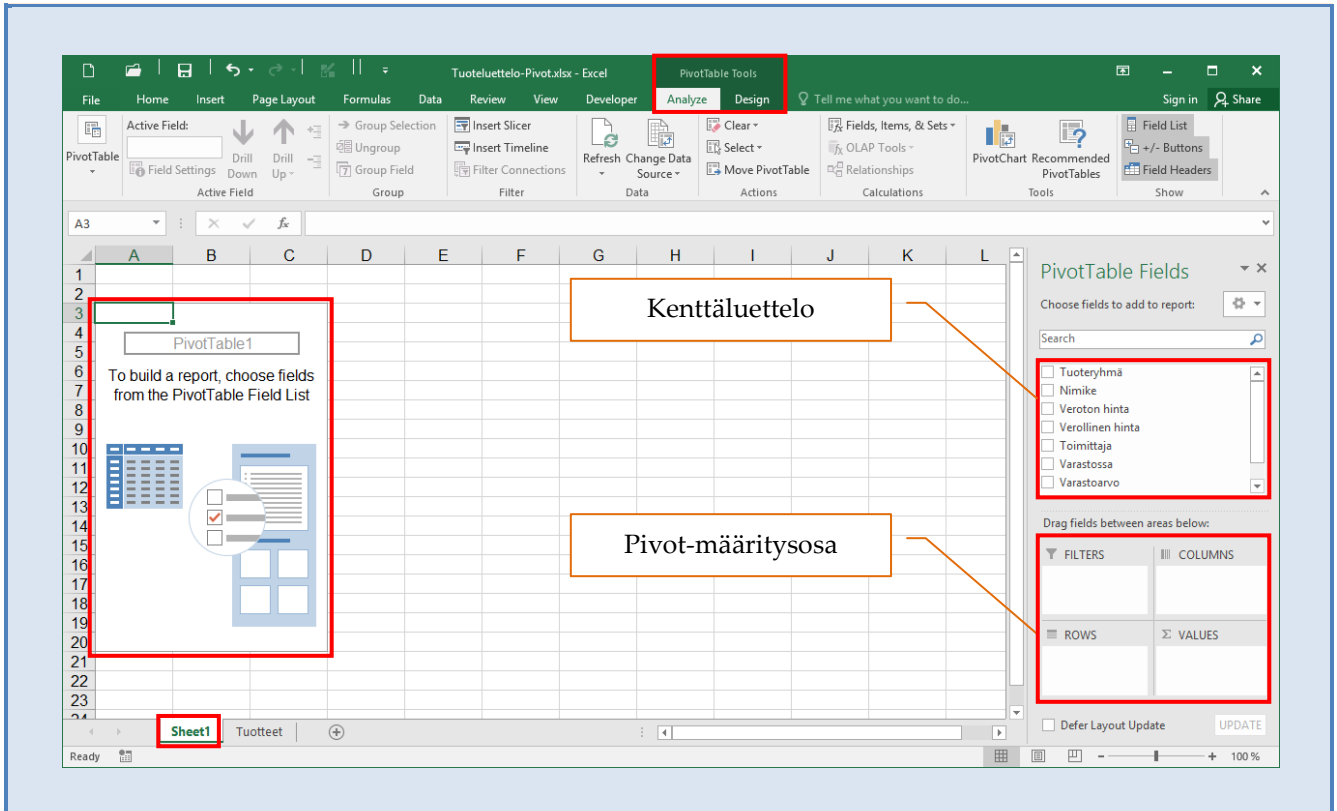 Tuoteluettelo-Pivot.xlsx - Excel
PivotTable Tools
File Home Insert Page Layout Formulas Data Review View Developer Analyze Design Tell me what you want to do... Sign in Share
PivotTable
Active Field:
Field Settings
Drill Down
Drill Up
Active Field
Group Selection
Ungroup
Group Field
Group
Insert Slicer
Insert Timeline
Filter Connections
Filter
Refresh
Change Data Source
Data
Clear
Select
Move PivotTable
Actions
Fields, Items, & Sets
OLAP Tools
Relationships
Calculations
PivotChart
Recommended PivotTables
Tools
Field List
+/- Buttons
Field Headers
Show
A3
fx
A B C D E F G H I J K L
1
2
3
4
5
6
7
8
9
10
11
12
13
14
15
16
17
18
19
20
21
22
23
24
PivotTable1
To build a report, choose fields
from the PivotTable Field List
Kenttäluettelo
Pivot-määritysosa
PivotTable Fields
Choose fields to add to report:
Search
Tuoteryhmä
Nimike
Veroton hinta
Verollinen hinta
Toimittaja
Varastossa
Varastoarvo
Drag fields between areas below:
FILTERS
COLUMNS
ROWS
Σ VALUES
Defer Layout Update
UPDATE
Sheet1 Tuotteet
Ready
100 %